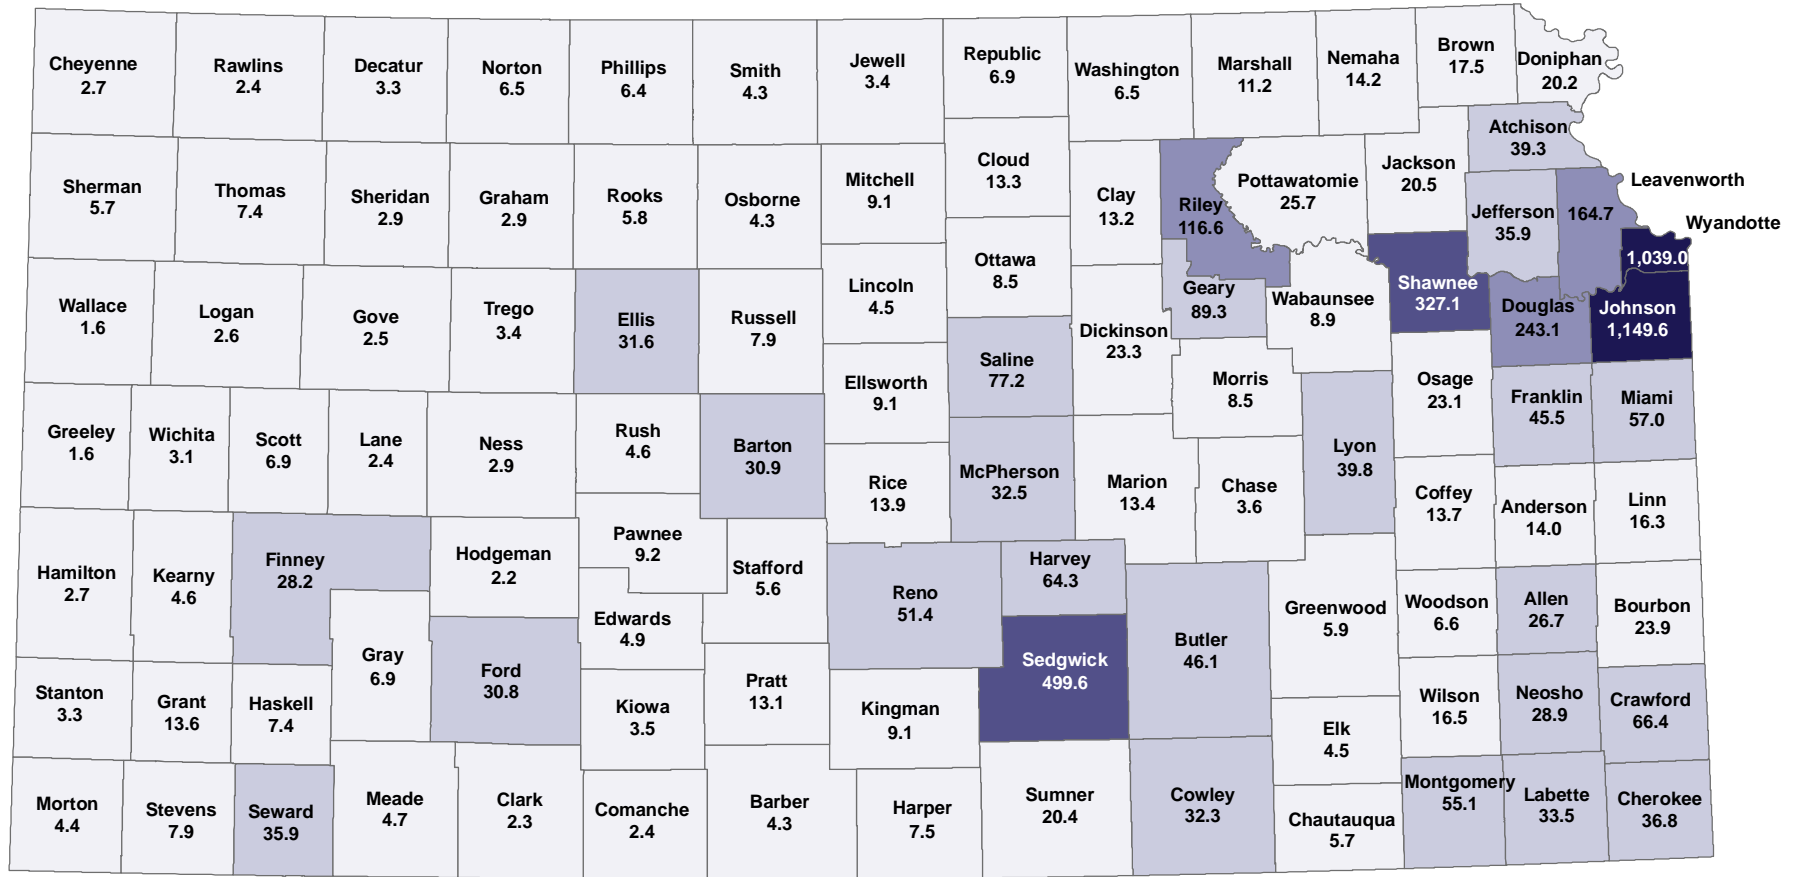 Cheyenne
2.7
Rawlins
2.4
Decatur
3.3
Norton
6.5
Phillips
6.4
Smith
4.3
Jewell
3.4
Republic
6.9
Washington
6.5
Marshall
11.2
Nemaha
14.2
Brown
17.5
Doniphan
20.2
Atchison
39.3
Sherman
5.7
Thomas
7.4
Sheridan
2.9
Graham
2.9
Rooks
5.8
Osborne
4.3
Mitchell
9.1
Cloud
13.3
Clay
13.2
Riley
116.6
Pottawatomie
25.7
Jackson
20.5
Jefferson
35.9
Leavenworth
164.7
Wyandotte
1,039.0
Wallace
1.6
Logan
2.6
Gove
2.5
Trego
3.4
Ellis
31.6
Russell
7.9
Lincoln
4.5
Ottawa
8.5
Saline
77.2
Dickinson
23.3
Geary
89.3
Wabaunsee
8.9
Shawnee
327.1
Douglas
243.1
Johnson
1,149.6
Greeley
1.6
Wichita
3.1
Scott
6.9
Lane
2.4
Ness
2.9
Rush
4.6
Barton
30.9
Ellsworth
9.1
Rice
13.9
McPherson
32.5
Marion
13.4
Morris
8.5
Chase
3.6
Lyon
39.8
Osage
23.1
Franklin
45.5
Miami
57.0
Coffey
13.7
Anderson
14.0
Linn
16.3
Hamilton
2.7
Kearny
4.6
Finney
28.2
Hodgeman
2.2
Pawnee
9.2
Stafford
5.6
Edwards
4.9
Reno
51.4
Harvey
64.3
Sedgwick
499.6
Butler
46.1
Greenwood
5.9
Woodson
6.6
Allen
26.7
Bourbon
23.9
Gray
6.9
Ford
30.8
Stanton
3.3
Grant
13.6
Haskell
7.4
Kiowa
3.5
Pratt
13.1
Kingman
9.1
Elk
4.5
Wilson
16.5
Neosho
28.9
Crawford
66.4
Morton
4.4
Stevens
7.9
Seward
35.9
Meade
4.7
Clark
2.3
Comanche
2.4
Barber
4.3
Harper
7.5
Sumner
20.4
Cowley
32.3
Chautauqua
5.7
Montgomery
55.1
Labette
33.5
Cherokee
36.8